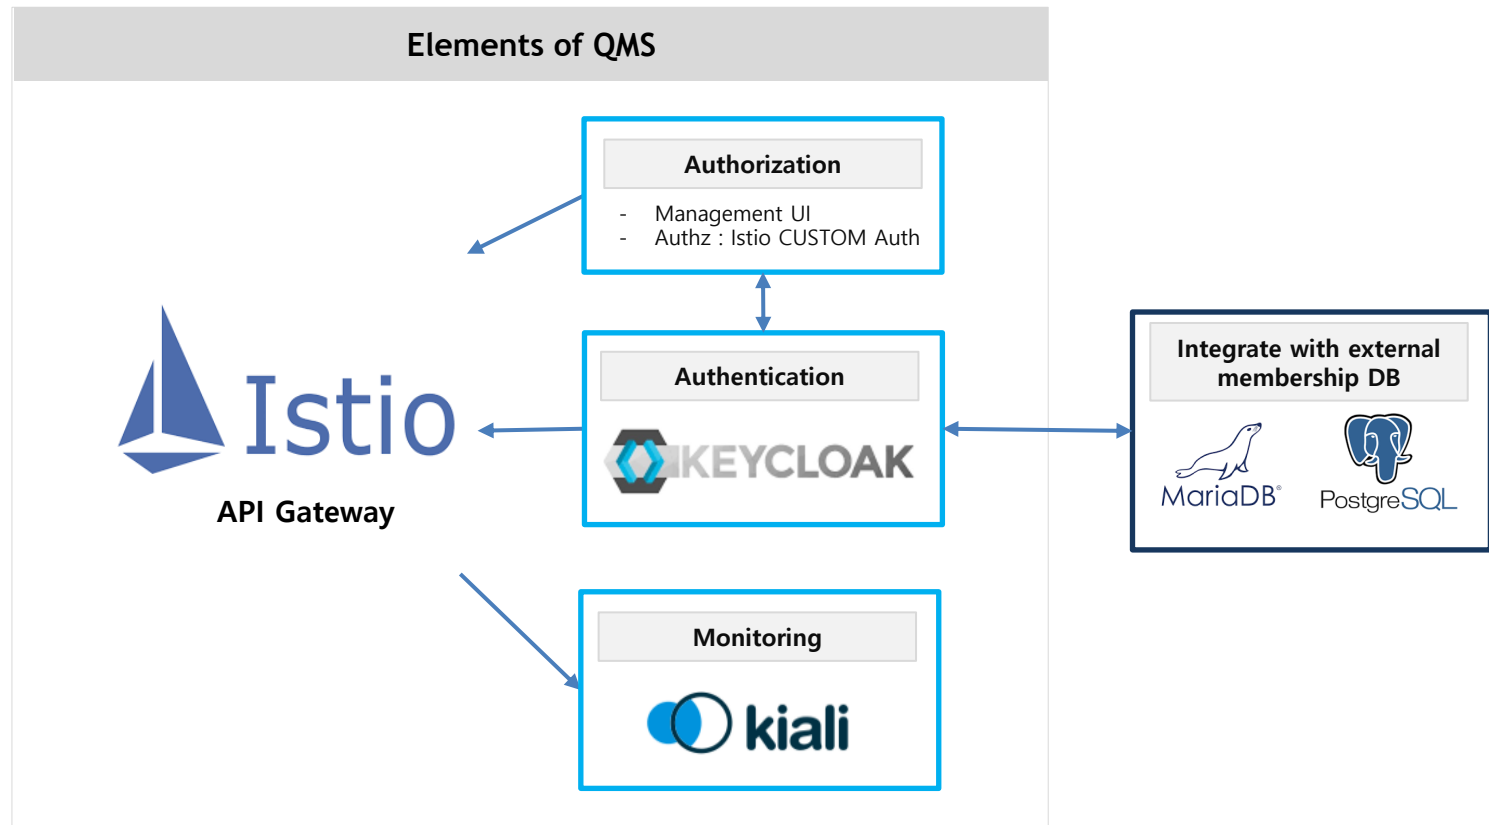 Elements of QMS
Authorization
- Management UI
- Authz : Istio CUSTOM Auth
Istio
API Gateway
Authentication
KEYCLOAK
Integrate with external
membership DB
MariaDB®
PostgreSQL
Monitoring
kiali